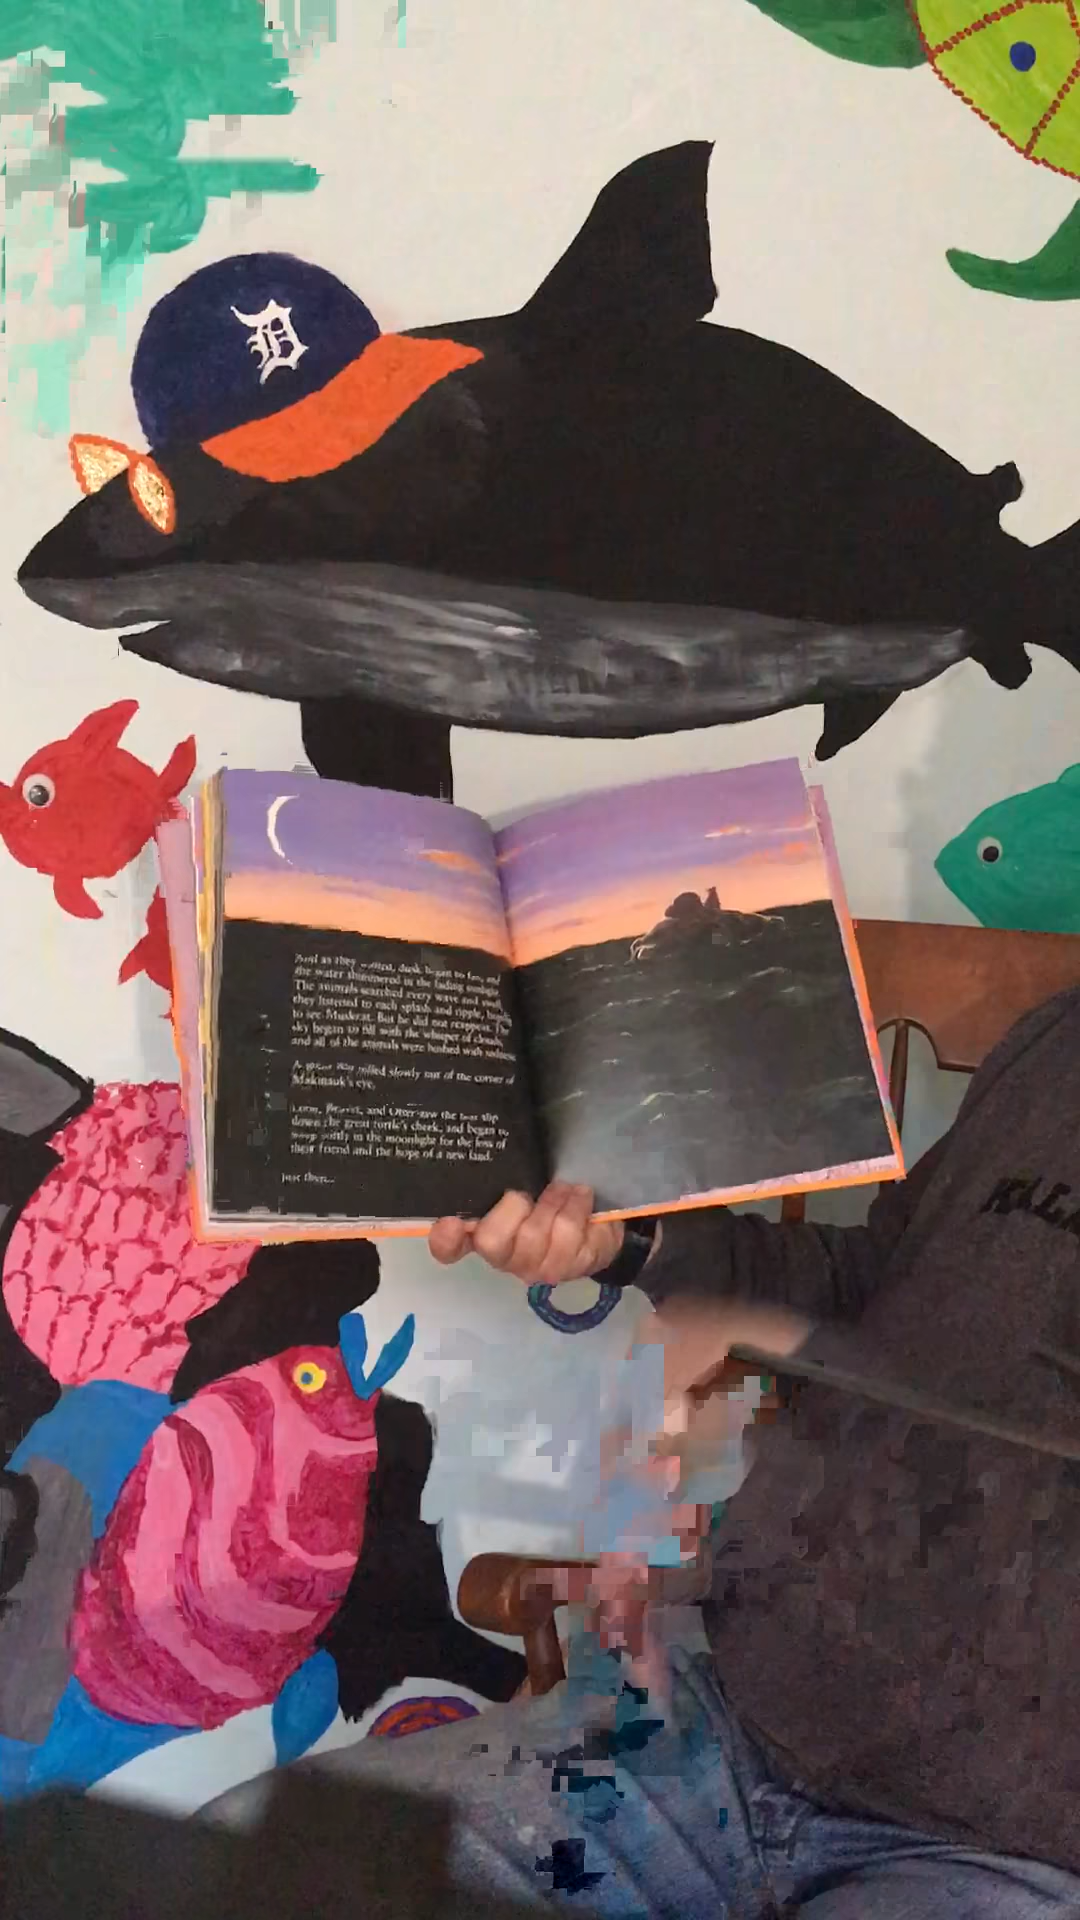 D
And as they waited, dusk began to fall, and
the water shimmered in the fading sunlight.
The animals searched every wave and swell,
they listened to each splash and ripple, hoping
to see Muskrat. But he did not reappear. The
sky began to fill with the whisper of clouds,
and all of the animals were hushed with sadness.
A great tear rolled slowly out of the corner of
Makinauk's eye.
Loon, Beaver, and Otter saw the tear slip
down the great turtle's cheek, and began to
weep softly in the moonlight for the loss of
their friend and the hope of a new land.
Just then...